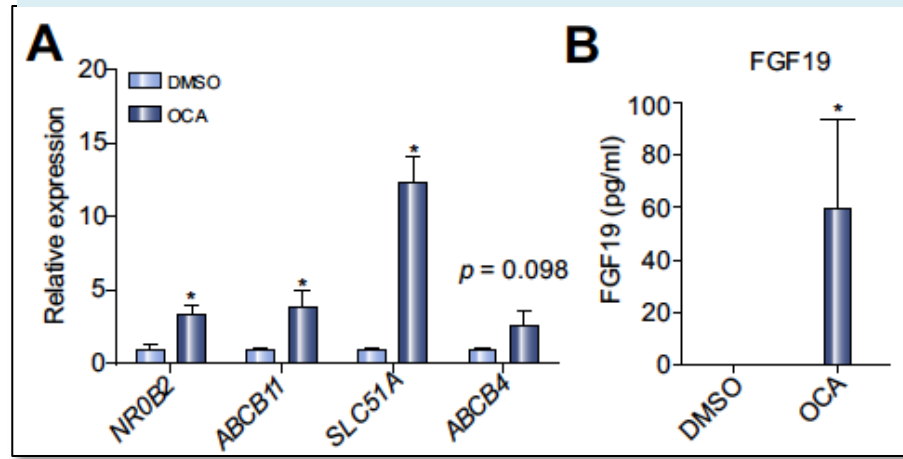 A
20
15
10
5
0
Relative expression
DMSO
OCA
*
*
*
p = 0.098
NR0B2
ABCB11
SLC51A
ABCB4
B
FGF19
100
80
60
40
20
0
FGF19 (pg/ml)
*
DMSO
OCA